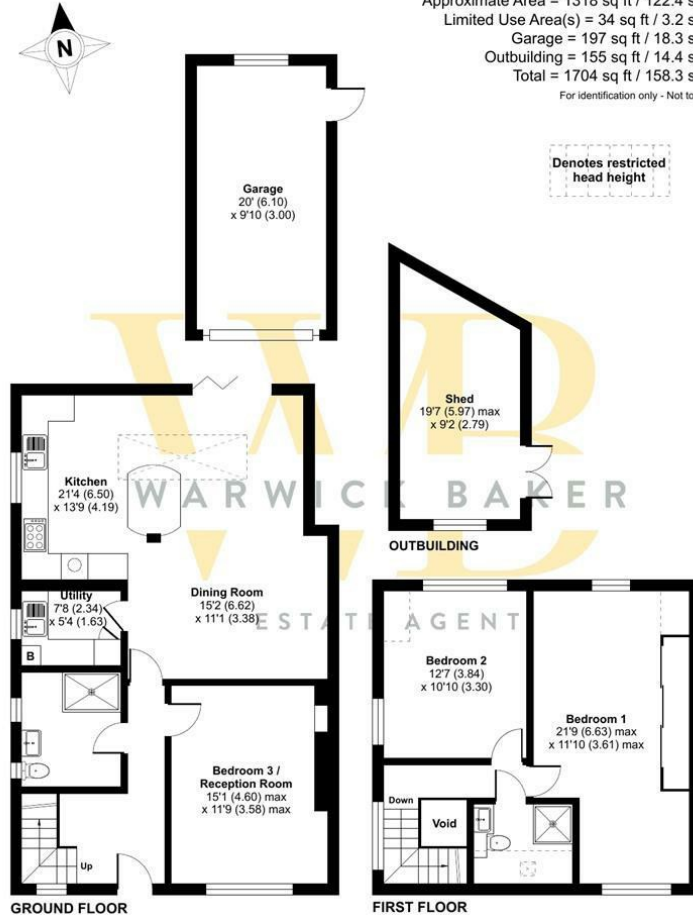 Approximate Area = 1318 sq ft / 122.4 s
Limited Use Area(s) = 34 sq ft / 3.2 s
Garage = 197 sq ft / 18.3 s
Outbuilding = 155 sq ft / 14.4 s
Total = 1704 sq ft / 158.3 s
For identification only - Not to
N
Denotes restricted
head height
Garage
20' (6.10)
x 9'10 (3.00)
Shed
19'7 (5.97) max
x 9'2 (2.79)
OUTBUILDING
WB
WARWICK BAKER
ESTATE AGENT
Kitchen
21'4 (6.50)
x 13'9 (4.19)
Utility
7'8 (2.34)
x 5'4 (1.63)
B
Dining Room
15'2 (6.62)
x 11'1 (3.38)
Bedroom 3 /
Reception Room
15'1 (4.60) max
x 11'9 (3.58) max
Up
GROUND FLOOR
Bedroom 2
12'7 (3.84)
x 10'10 (3.30)
Bedroom 1
21'9 (6.63) max
x 11'10 (3.61) max
Down
Void
FIRST FLOOR